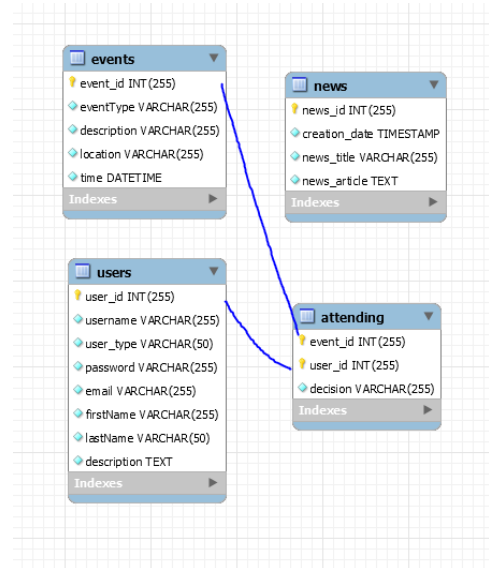 events
event_id INT(255)
eventType VARCHAR(255)
description VARCHAR(255)
location VARCHAR(255)
time DATETIME
Indexes
news
news_id INT(255)
creation_date TIMESTAMP
news_title VARCHAR(255)
news_article TEXT
Indexes
users
user_id INT(255)
username VARCHAR(255)
user_type VARCHAR(50)
password VARCHAR(255)
email VARCHAR(255)
firstName VARCHAR(255)
lastName VARCHAR(50)
description TEXT
Indexes
attending
event_id INT(255)
user_id INT(255)
decision VARCHAR(255)
Indexes